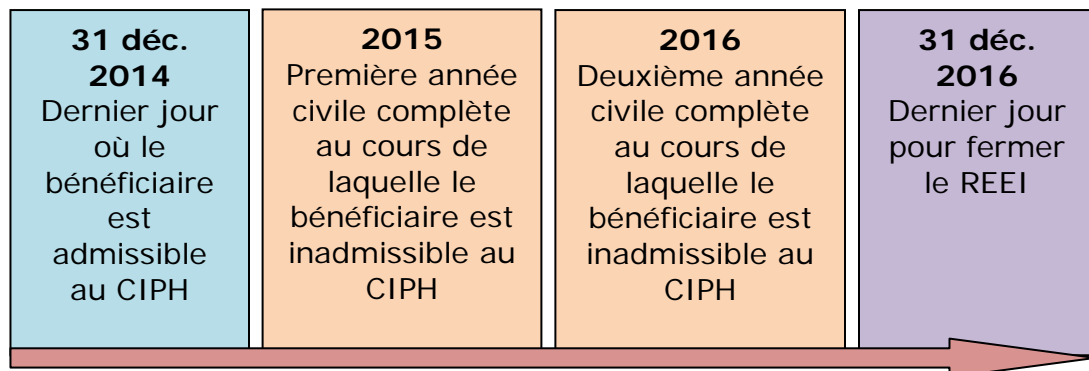 31 déc.
2014
Dernier jour
où le
bénéficiaire
est
admissible
au CIPH
2015
Première année
civile complète
au cours de
laquelle le
bénéficiaire est
inadmissible au
CIPH
2016
Deuxième année
civile complète
au cours de
laquelle le
bénéficiaire est
inadmissible au
CIPH
31 déc.
2016
Dernier jour
pour fermer
le REEI